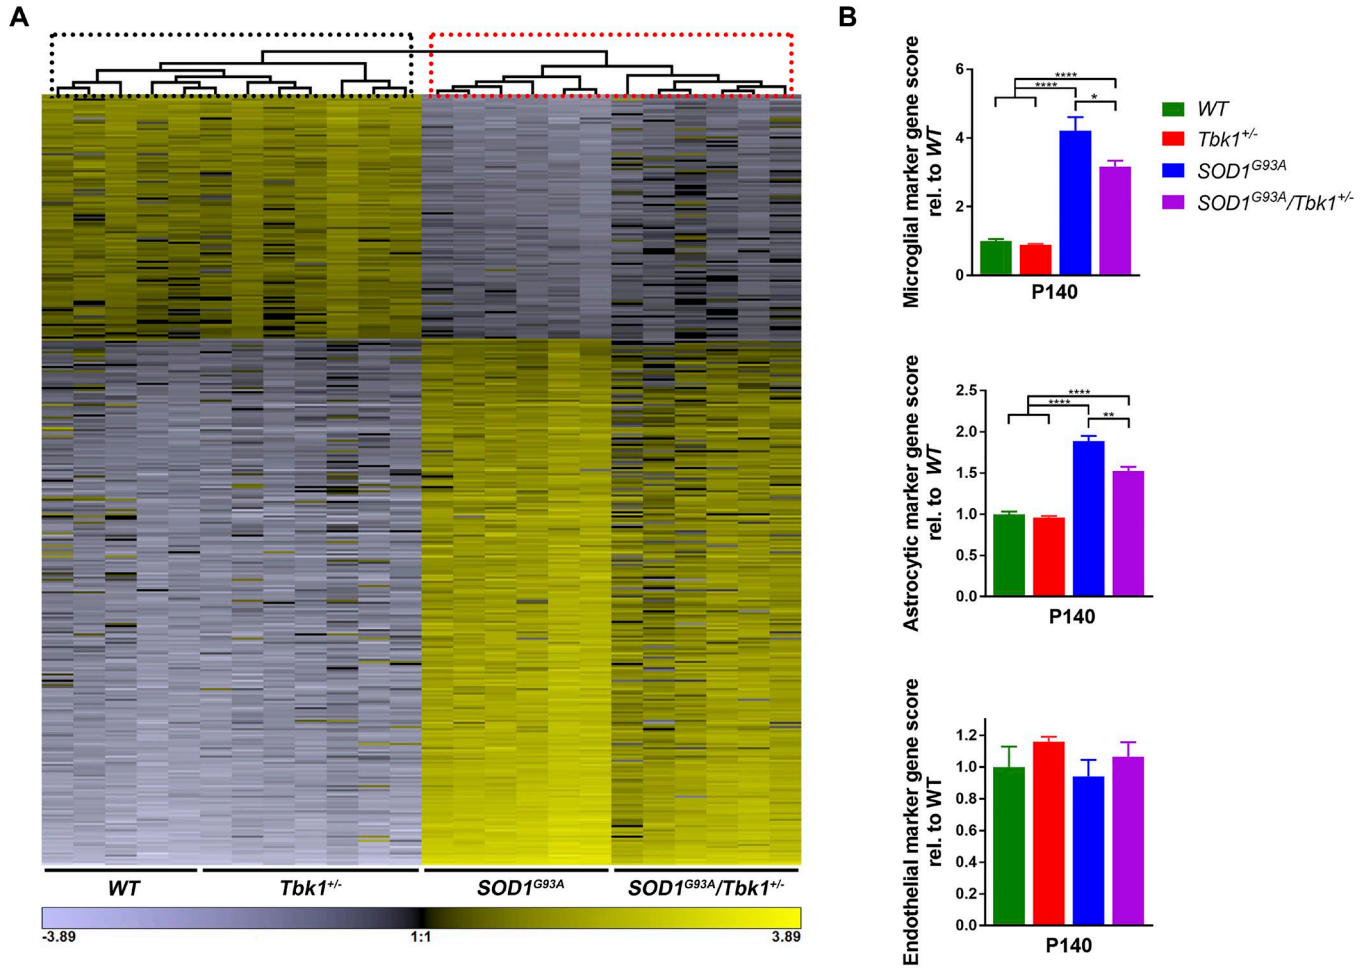 A
WT
Tbk1+/-
SOD1G93A
SOD1G93A/Tbk1+/-
-3.89
1:1
3.89
B
Microglial marker gene score
rel. to WT
6
4
2
0
****
****
*
P140
WT
Tbk1+/-
SOD1G93A
SOD1G93A/Tbk1+/-
Astrocytic marker gene score
rel. to WT
2.5
2.0
1.5
1.0
0.5
0.0
****
****
**
P140
Endothelial marker gene score
rel. to WT
1.2
1.0
0.8
0.6
0.4
0.2
0.0
P140